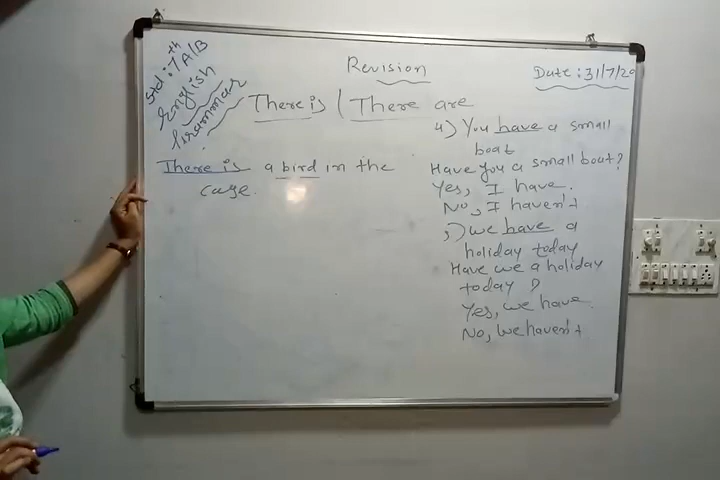 Std : 7th A/B
English
Grammar
Revision
Date : 31/7/20
There is / There are
There is a bird in the
cage.
4) You have a small
boat
Have you a small boat?
Yes, I have.
No, I haven't
5) we have a
holiday today
Have we a holiday
today ?
Yes, we have.
No, we haven't